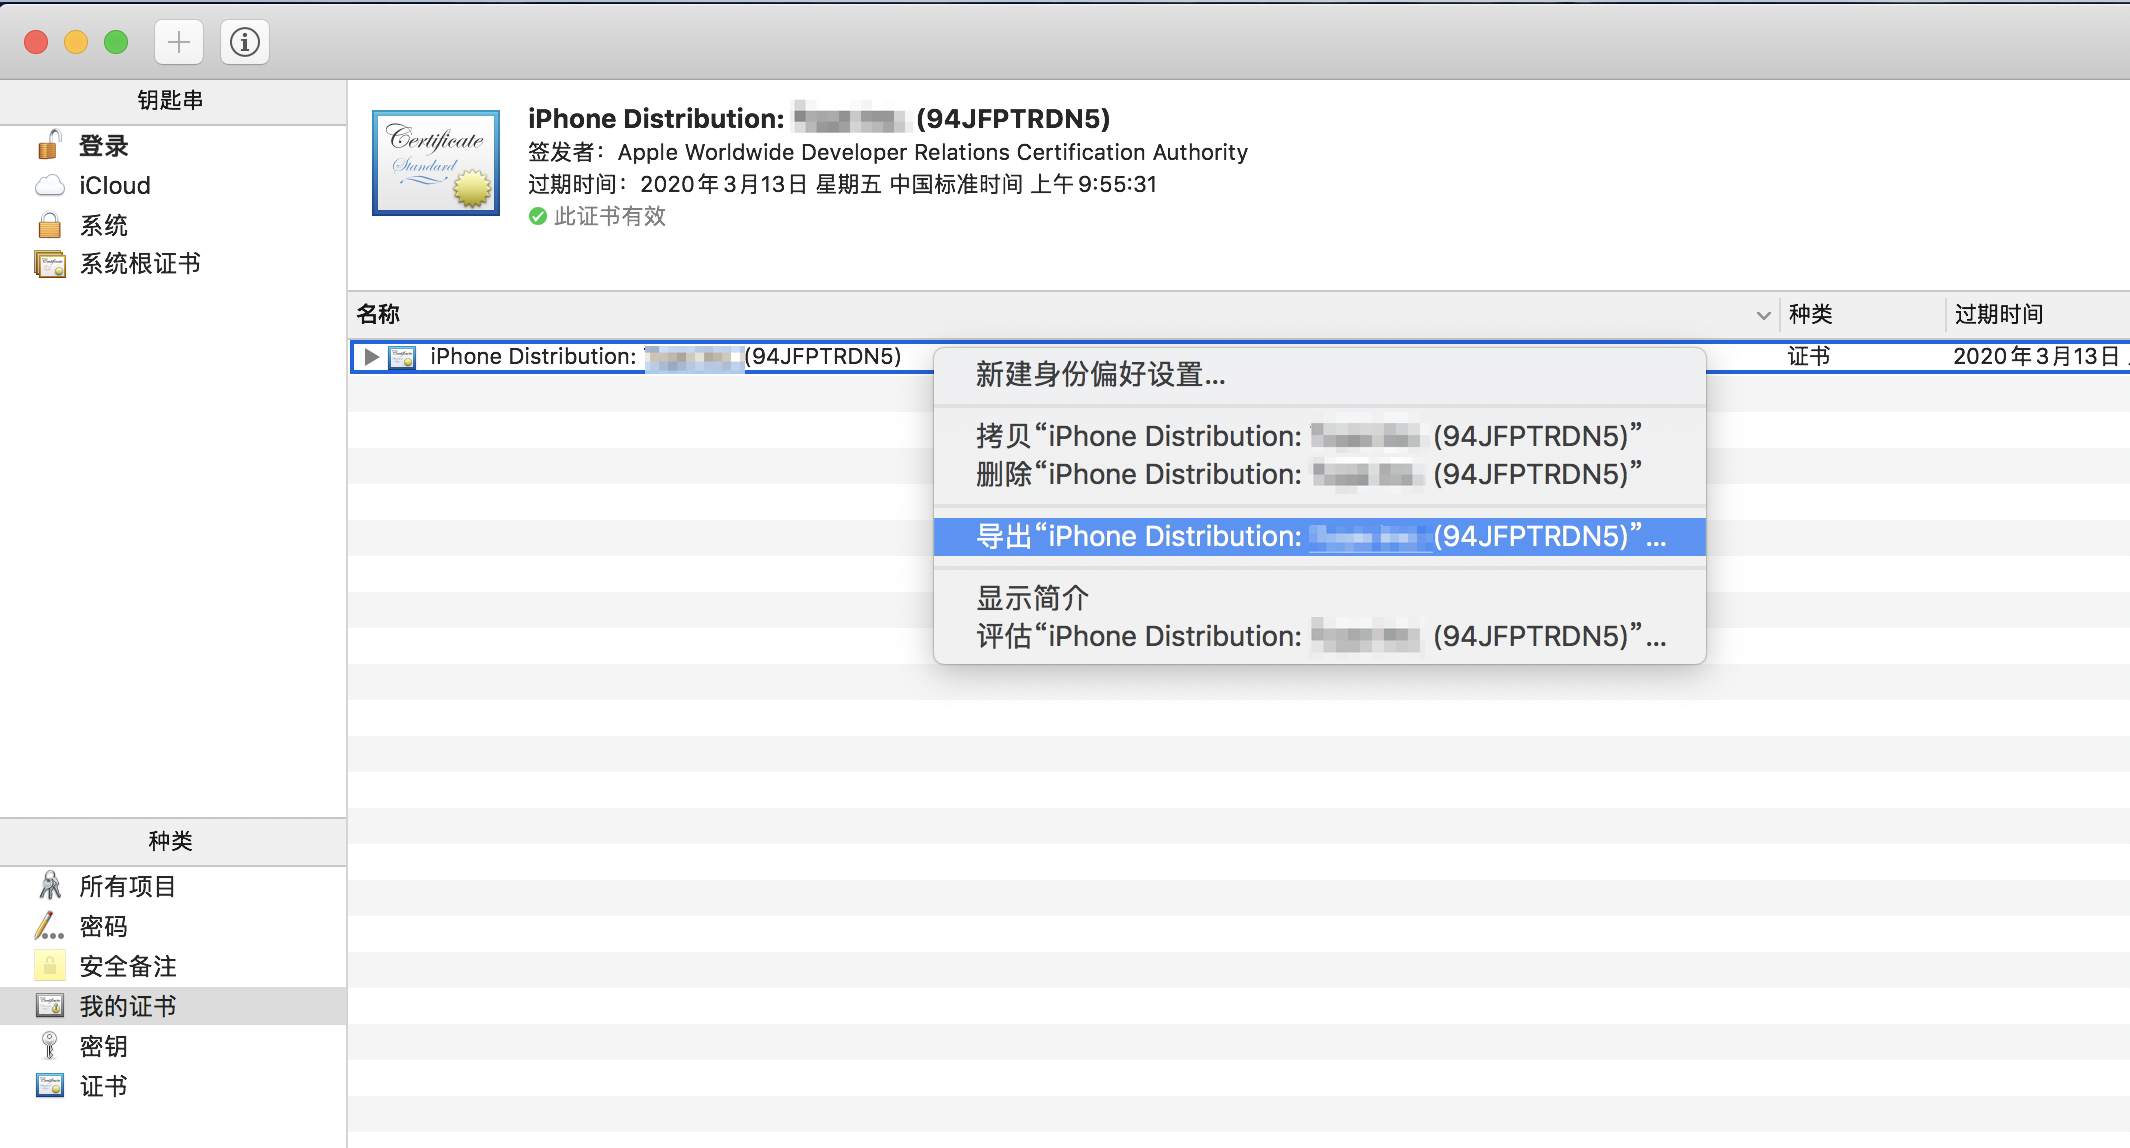 钥匙串
登录
iCloud
系统
系统根证书
Certificate
Standard
iPhone Distribution: (94JFPTRDN5)
签发者：Apple Worldwide Developer Relations Certification Authority
过期时间：2020年3月13日 星期五 中国标准时间 上午9:55:31
此证书有效
名称 种类 过期时间
iPhone Distribution: (94JFPTRDN5) 证书 2020年3月13日
新建身份偏好设置...
拷贝“iPhone Distribution: (94JFPTRDN5)”
删除“iPhone Distribution: (94JFPTRDN5)”
导出“iPhone Distribution: (94JFPTRDN5)”...
显示简介
评估“iPhone Distribution: (94JFPTRDN5)”...
种类
所有项目
密码
安全备注
我的证书
密钥
证书